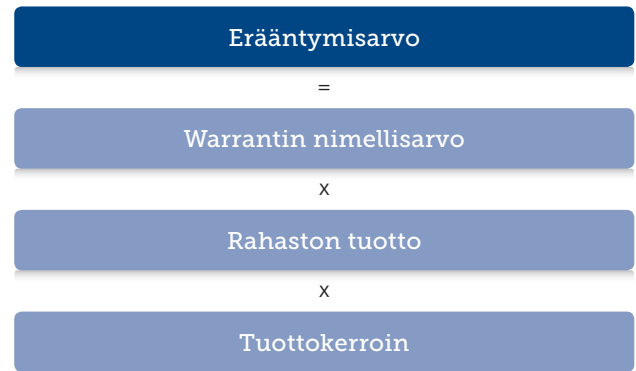 Erääntymisarvo
=
Warrantin nimellisarvo
x
Rahaston tuotto
x
Tuottokerroin